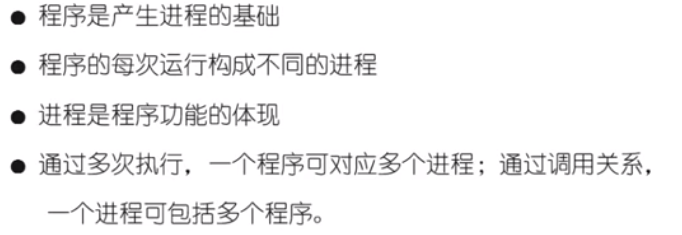 ● 程序是产生进程的基础
● 程序的每次运行构成不同的进程
● 进程是程序功能的体现
● 通过多次执行，一个程序可对应多个进程；通过调用关系，
一个进程可包括多个程序。